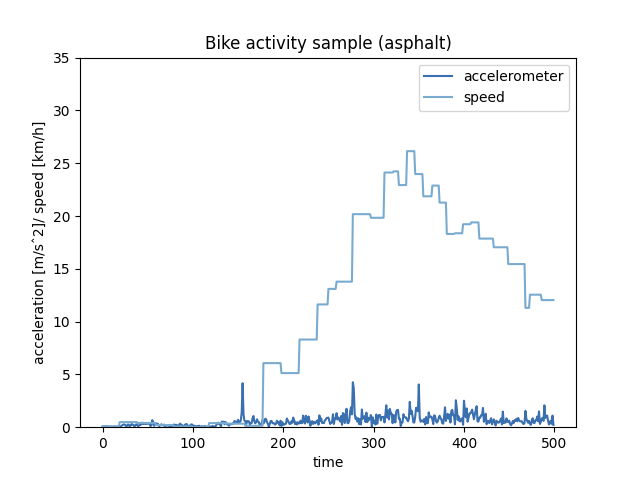 Bike activity sample (asphalt)
accelerometer
speed
35
30
25
20
15
10
5
0
acceleration [m/s^2]/ speed [km/h]
0 100 200 300 400 500
time